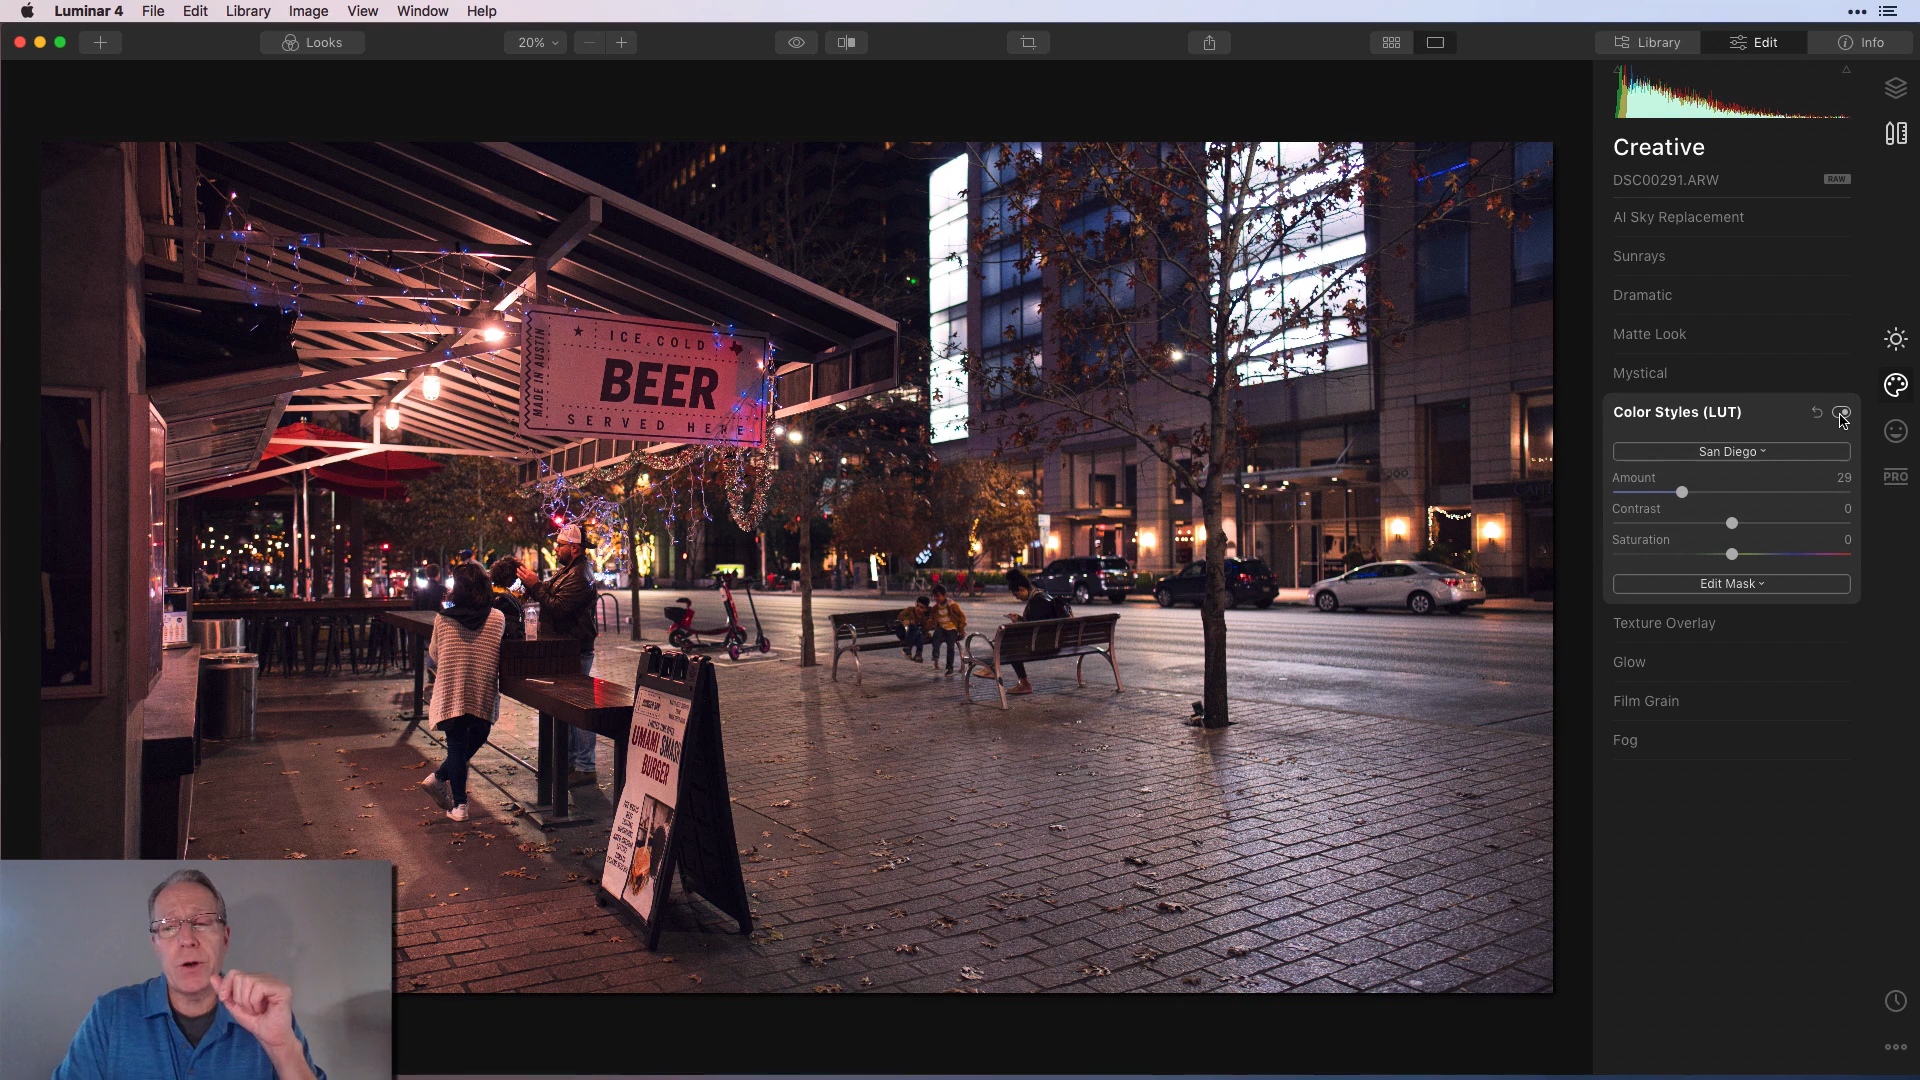 Luminar 4 File Edit Library Image View Window Help
Looks 20% Library Edit Info
Creative
DSC00291.ARW RAW
AI Sky Replacement
Sunrays
Dramatic
Matte Look
Mystical
Color Styles (LUT)
San Diego
Amount 29
Contrast 0
Saturation 0
Edit Mask
Texture Overlay
Glow
Film Grain
Fog
PRO
MADE IN AUSTIN
ICE COLD
BEER
SERVED HERE
UMAMI SMASH
BURGER